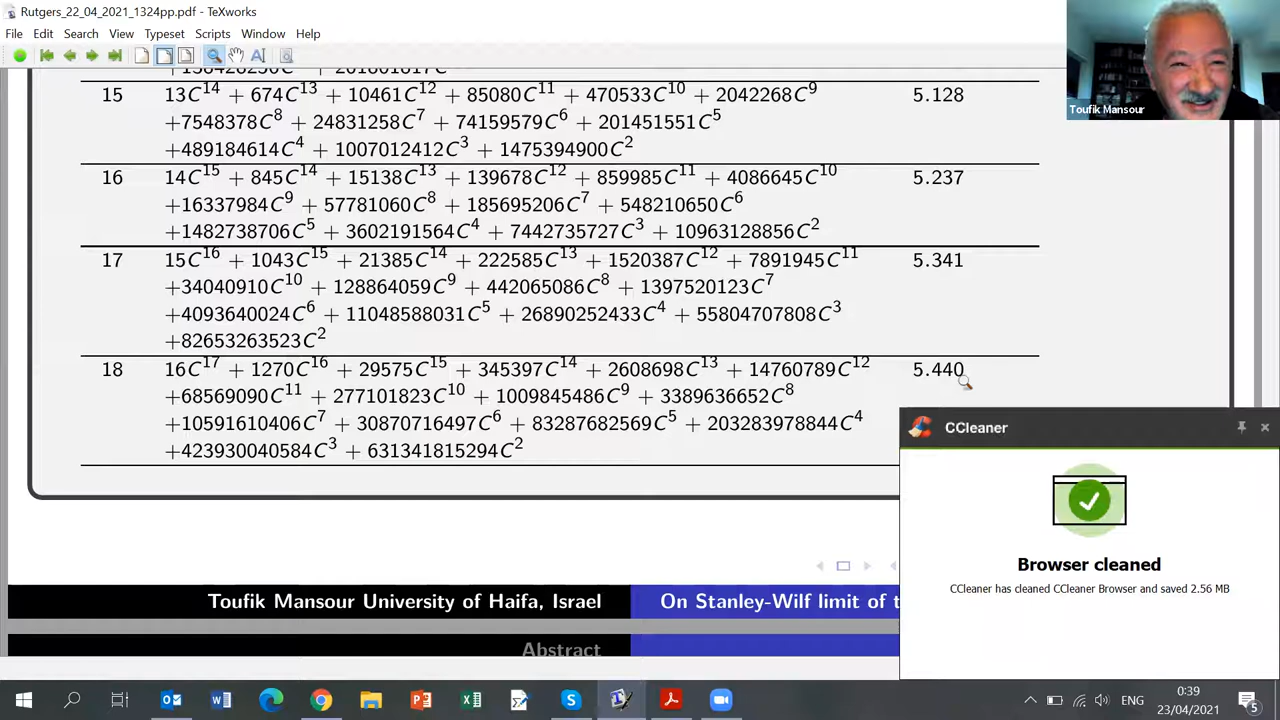 Rutgers_22_04_2021_1324pp.pdf - TeXworks
File Edit Search View Typeset Scripts Window Help
15 13C^14 + 674C^13 + 10461C^12 + 85080C^11 + 470533C^10 + 2042268C^9 5.128
+7548378C^8 + 24831258C^7 + 74159579C^6 + 201451551C^5
+489184614C^4 + 1007012412C^3 + 1475394900C^2
16 14C^15 + 845C^14 + 15138C^13 + 139678C^12 + 859985C^11 + 4086645C^10 5.237
+16337984C^9 + 57781060C^8 + 185695206C^7 + 548210650C^6
+1482738706C^5 + 3602191564C^4 + 7442735727C^3 + 10963128856C^2
17 15C^16 + 1043C^15 + 21385C^14 + 222585C^13 + 1520387C^12 + 7891945C^11 5.341
+34040910C^10 + 128864059C^9 + 442065086C^8 + 1397520123C^7
+4093640024C^6 + 11048588031C^5 + 26890252433C^4 + 55804707808C^3
+82653263523C^2
18 16C^17 + 1270C^16 + 29575C^15 + 345397C^14 + 2608698C^13 + 14760789C^12 5.440
+68569090C^11 + 277101823C^10 + 1009845486C^9 + 3389636652C^8
+10591610406C^7 + 30870716497C^6 + 83287682569C^5 + 203283978844C^4
+423930040584C^3 + 631341815294C^2
Toufik Mansour
CCleaner
Browser cleaned
CCleaner has cleaned CCleaner Browser and saved 2.56 MB
Toufik Mansour University of Haifa, Israel On Stanley-Wilf limit of t
Abstract
ENG
0:39
23/04/2021
5